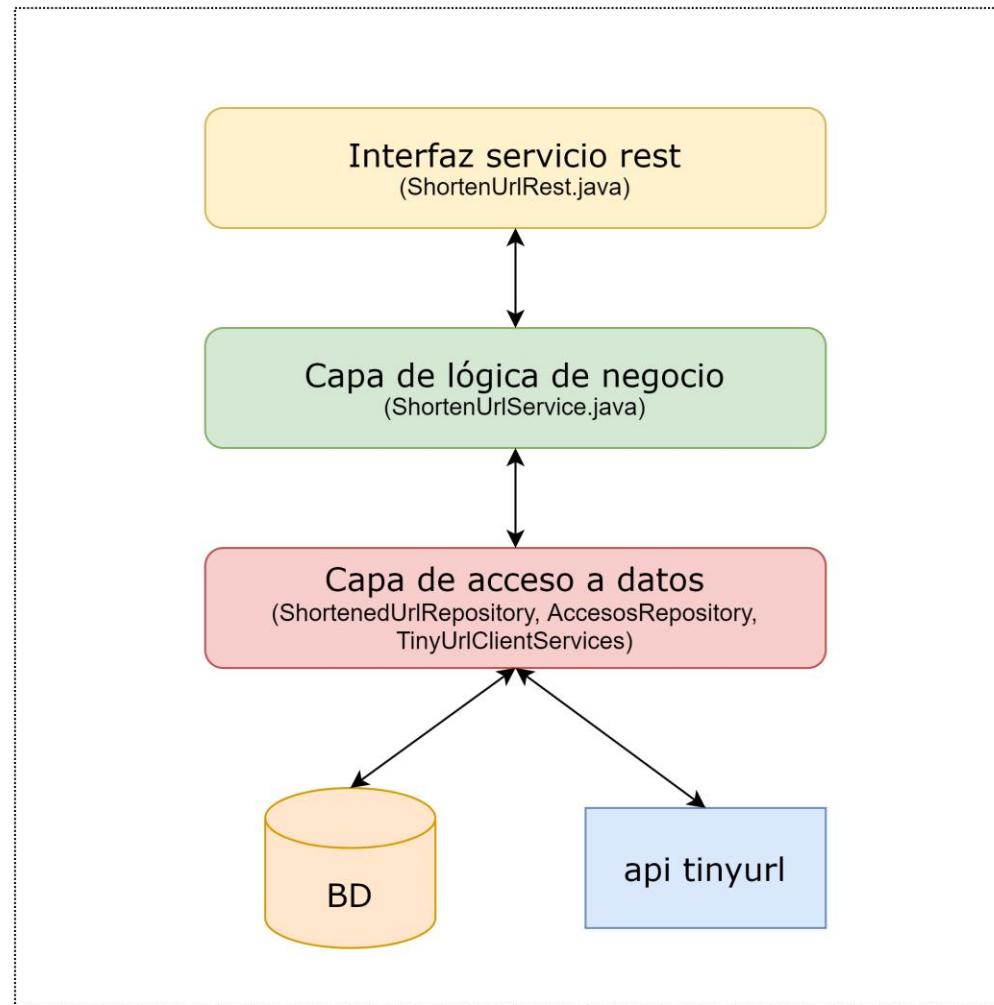 Interfaz servicio rest
(ShortenUrlRest.java)
Capa de lógica de negocio
(ShortenUrlService.java)
Capa de acceso a datos
(ShortenedUrlRepository, AccesosRepository,
TinyUrlClientServices)
BD
api tinyurl